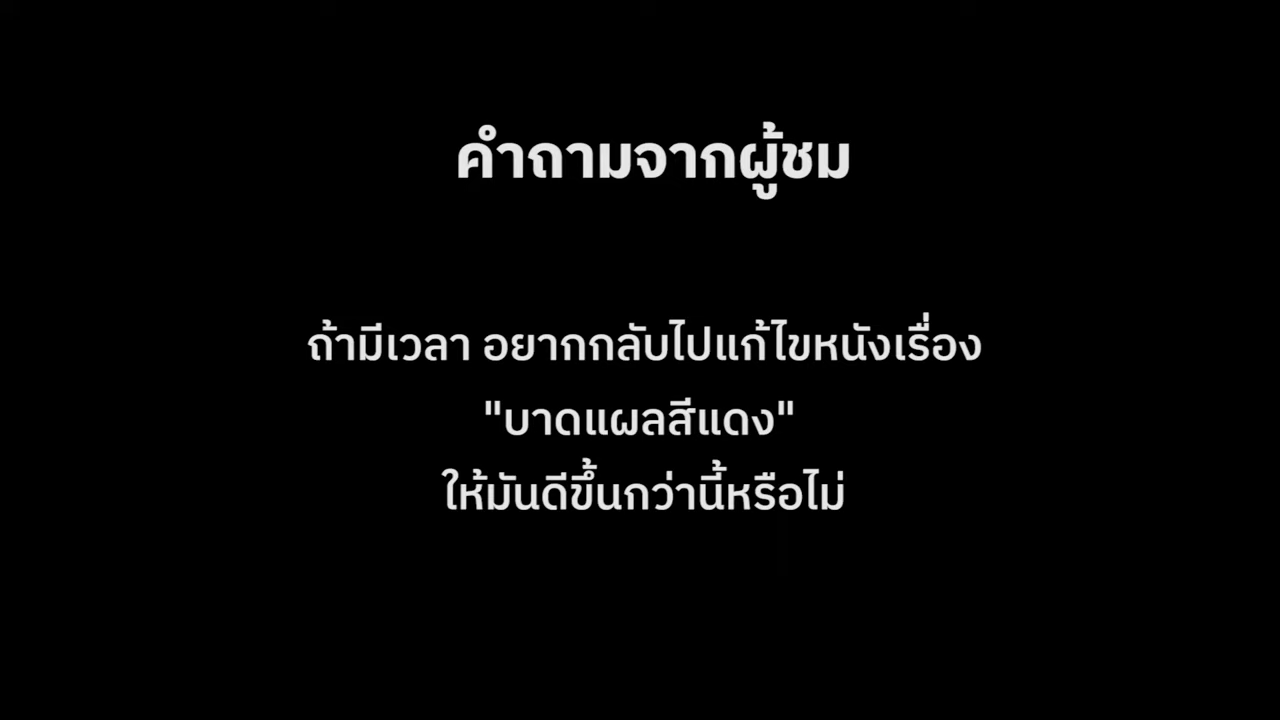 คำถามจากผู้ชม
ถ้ามีเวลา อยากกลับไปแก้ไขหนังเรื่อง
"บาดแผลสีแดง"
ให้มันดีขึ้นกว่านี้หรือไม่